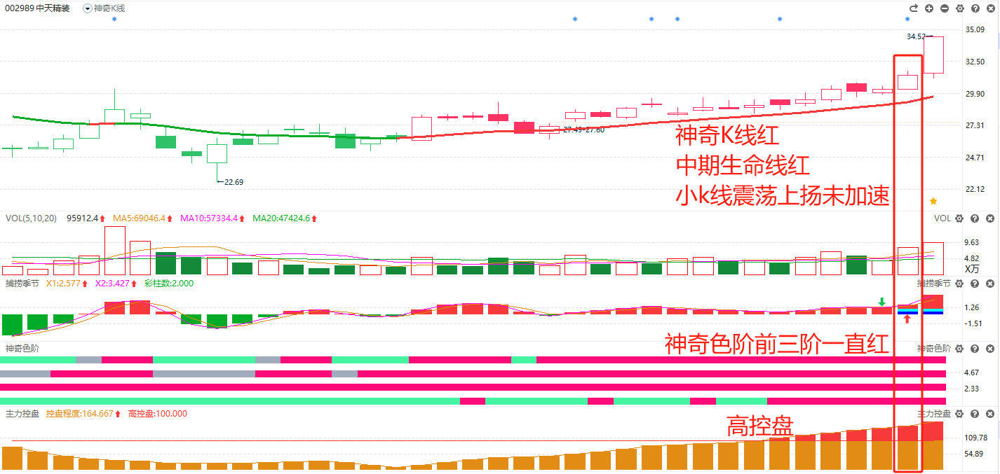 002989 中天精装 神奇K线
35.09
34.52
32.50
29.90
27.49-27.60
27.31
神奇K线红
中期生命线红
小k线震荡上扬未加速
24.71
22.69
22.12
VOL(5,10,20) 95912.4 MA5:69046.4 MA10:57334.4 MA20:47424.6 VOL
9.63
4.82
X万
捕捞季节 X1:2.577 X2:3.427 彩柱数:2.000 捕捞季节
1.26
-1.51
神奇色阶 神奇色阶前三阶一直红 神奇色阶
4.67
2.33
主力控盘 控盘程度:164.667 高控盘:100.000 主力控盘
高控盘
109.78
54.89